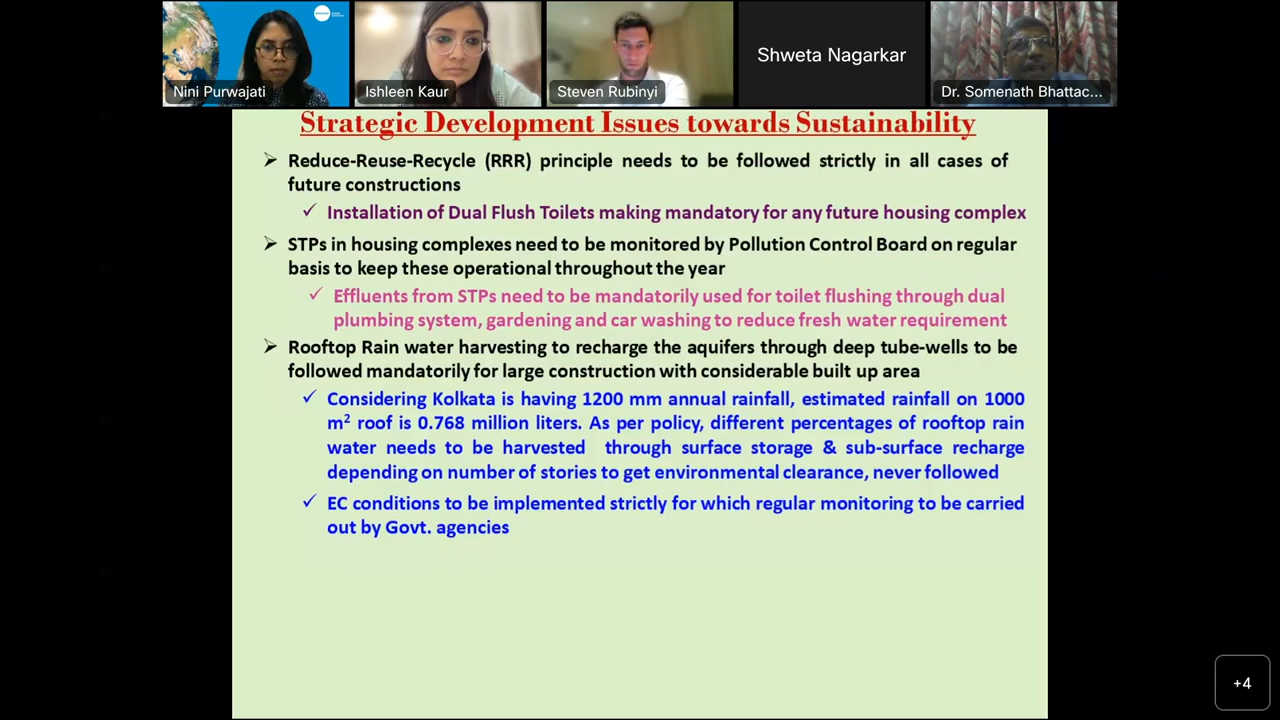 Nini Purwajati
Ishleen Kaur
Steven Rubinyi
Shweta Nagarkar
Dr. Somenath Bhattac...
Strategic Development Issues towards Sustainability
➢ Reduce-Reuse-Recycle (RRR) principle needs to be followed strictly in all cases of
future constructions
✓ Installation of Dual Flush Toilets making mandatory for any future housing complex
➢ STPs in housing complexes need to be monitored by Pollution Control Board on regular
basis to keep these operational throughout the year
✓ Effluents from STPs need to be mandatorily used for toilet flushing through dual
plumbing system, gardening and car washing to reduce fresh water requirement
➢ Rooftop Rain water harvesting to recharge the aquifers through deep tube-wells to be
followed mandatorily for large construction with considerable built up area
✓ Considering Kolkata is having 1200 mm annual rainfall, estimated rainfall on 1000
m² roof is 0.768 million liters. As per policy, different percentages of rooftop rain
water needs to be harvested through surface storage & sub-surface recharge
depending on number of stories to get environmental clearance, never followed
✓ EC conditions to be implemented strictly for which regular monitoring to be carried
out by Govt. agencies
+4